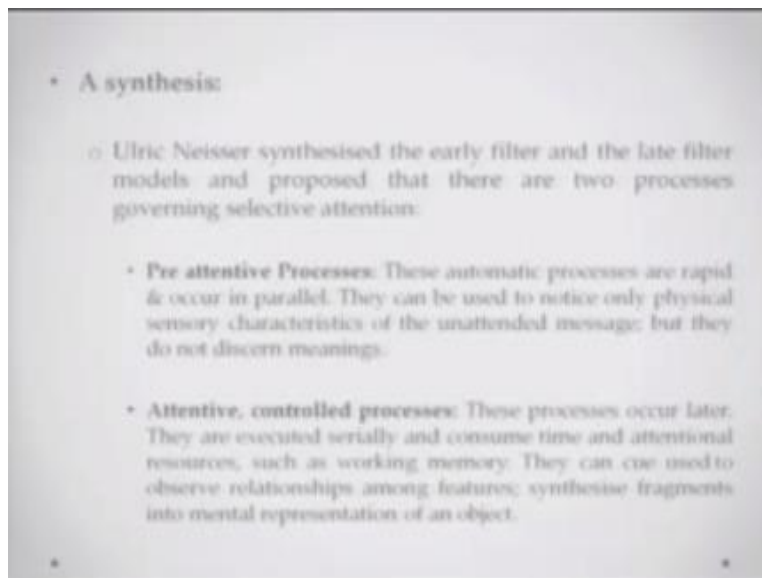 A synthesis:
Ulric Neisser synthesised the early filter and the late filter
models and proposed that there are two processes
governing selective attention:
Pre attentive Processes: These automatic processes are rapid
& occur in parallel. They can be used to notice only physical
sensory characteristics of the unattended message; but they
do not discern meanings.
Attentive, controlled processes: These processes occur later.
They are executed serially and consume time and attentional
resources, such as working memory. They can cue used to
observe relationships among features; synthesise fragments
into mental representation of an object.